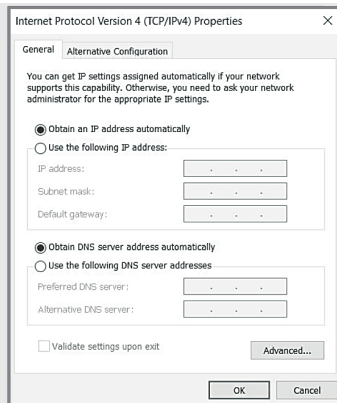 Internet Protocol Version 4 (TCP/IPv4) Properties
General Alternative Configuration
You can get IP settings assigned automatically if your network
supports this capability. Otherwise, you need to ask your network
administrator for the appropriate IP settings.
Obtain an IP address automatically
Use the following IP address:
IP address:
Subnet mask:
Default gateway:
Obtain DNS server address automatically
Use the following DNS server addresses
Preferred DNS server:
Alternative DNS server:
Validate settings upon exit
Advanced...
OK Cancel